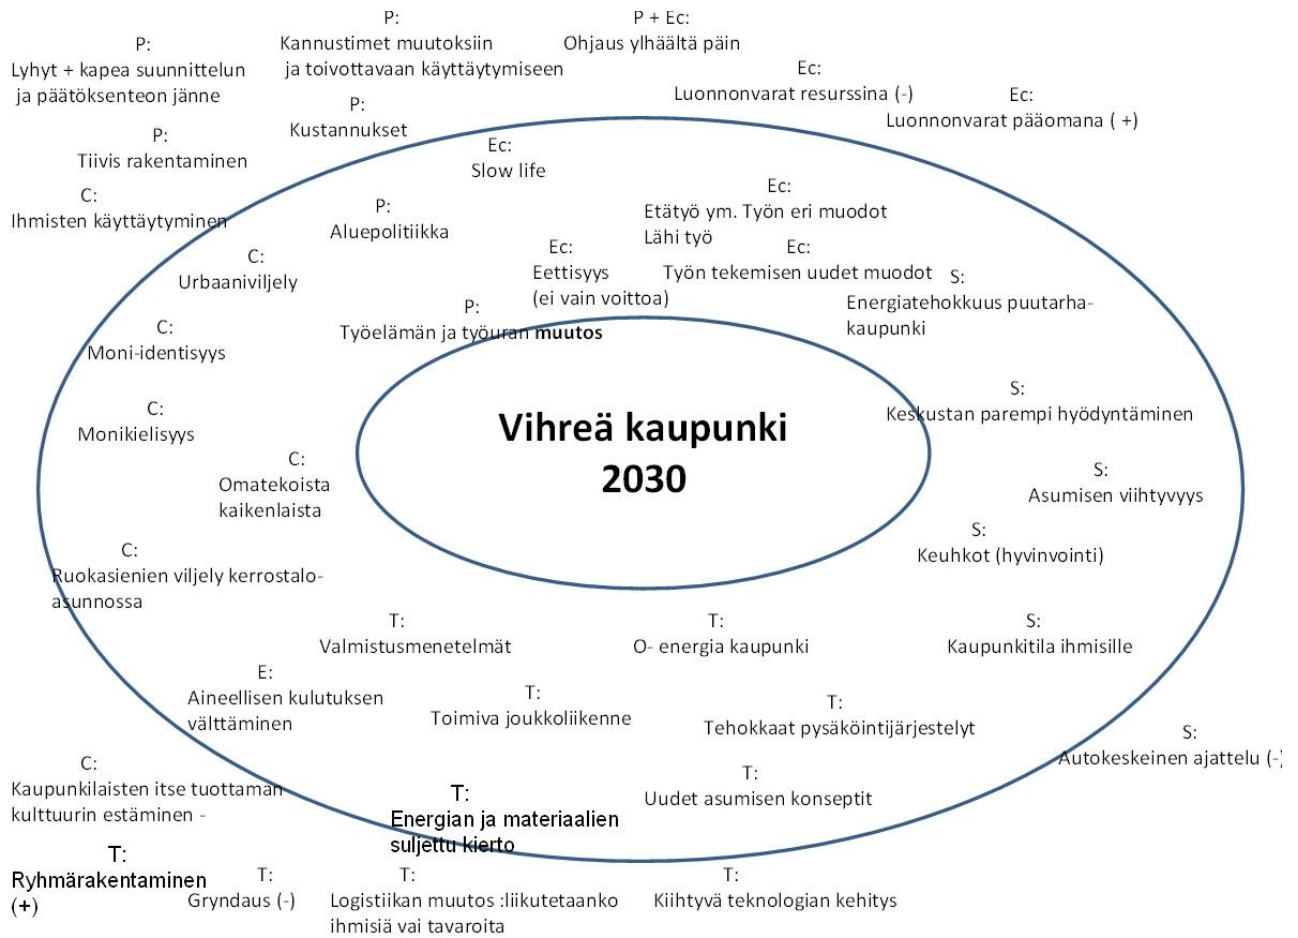 P:
Kannustimet muutoksiin
ja toivottavaan käyttäytymiseen
P + Ec:
Ohjaus ylhäältä päin
P:
Lyhyt + kapea suunnittelun
ja päätöksenteon jänne
Ec:
Luonnonvarat resurssina (-)
Ec:
Luonnonvarat pääomana ( +)
P:
Kustannukset
P:
Tiivis rakentaminen
Ec:
Slow life
C:
Ihmisten käyttäytyminen
P:
Aluepolitiikka
Ec:
Etätyö ym. Työn eri muodot
Lähi työ
C:
Urbaaniviljely
Ec:
Eettisyys
(ei vain voittoa)
Ec:
Työn tekemisen uudet muodot
S:
Energiatehokkuus puutarha-
kaupunki
P:
Työelämän ja työuran muutos
C:
Moni-identisyys
Vihreä kaupunki
2030
S:
Keskustan parempi hyödyntäminen
C:
Monikielisyys
C:
Omatekoista
kaikenlaista
S:
Asumisen viihtyvyys
S:
Keuhkot (hyvinvointi)
C:
Ruokasienien viljely kerrostalo-
asunnossa
T:
Valmistusmenetelmät
T:
O- energia kaupunki
S:
Kaupunkitila ihmisille
E:
Aineellisen kulutuksen
välttäminen
T:
Toimiva joukkoliikenne
T:
Tehokkaat pysäköintijärjestelyt
S:
Autokeskeinen ajattelu (-)
C:
Kaupunkilaisten itse tuottaman
kulttuurin estäminen -
T:
Energian ja materiaalien
suljettu kierto
T:
Uudet asumisen konseptit
T:
Ryhmärakentaminen
(+)
T:
Gryndaus (-)
T:
Logistiikan muutos :liikutetaanko
ihmisiä vai tavaroita
T:
Kiihtyvä teknologian kehitys